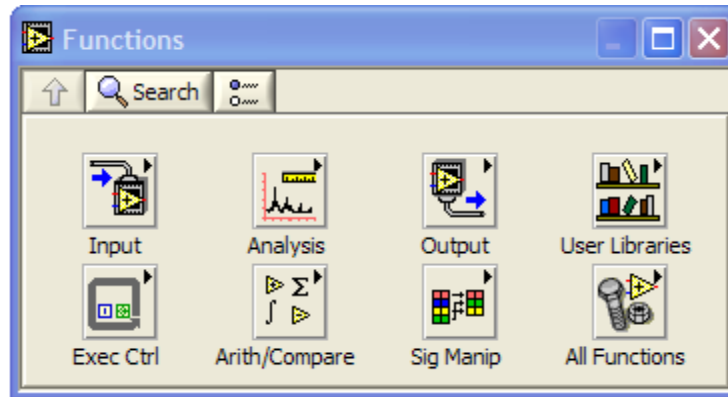 Functions
Search
Input Analysis Output User Libraries
Exec Ctrl Arith/Compare Sig Manip All Functions